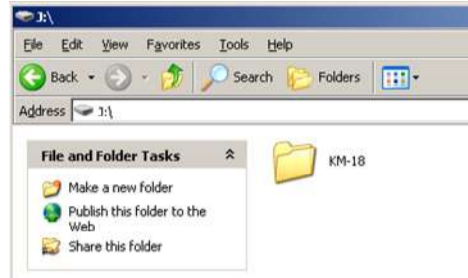 J:\
File Edit View Favorites Tools Help
Back Search Folders
Address J:\
File and Folder Tasks
Make a new folder
Publish this folder to the
Web
Share this folder
KM-18